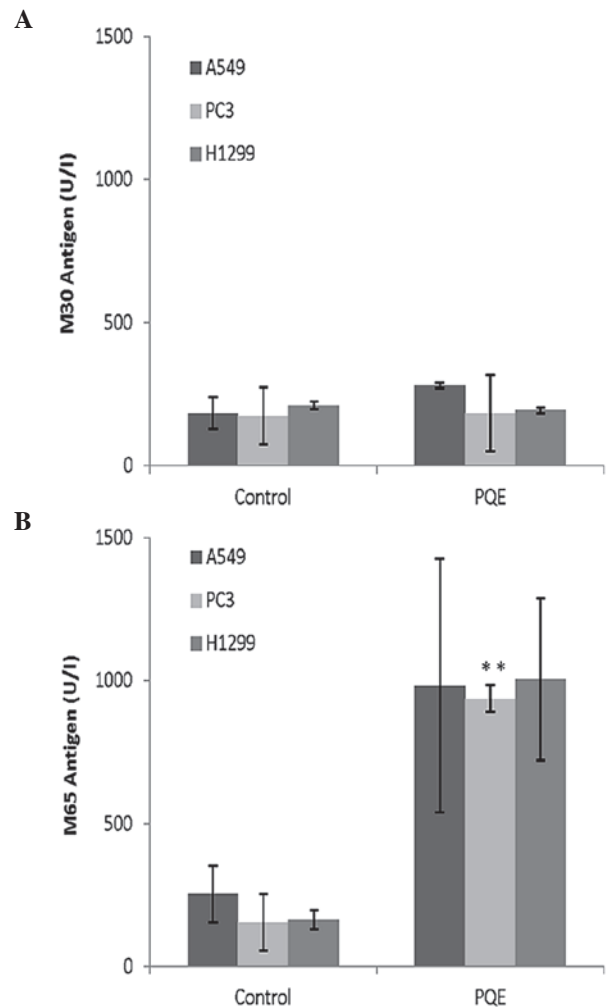 A
1500
1000
500
0
M30 Antigen (U/l)
A549
PC3
H1299
Control
PQE
B
1500
1000
500
0
M65 Antigen (U/l)
A549
PC3
H1299
**
Control
PQE